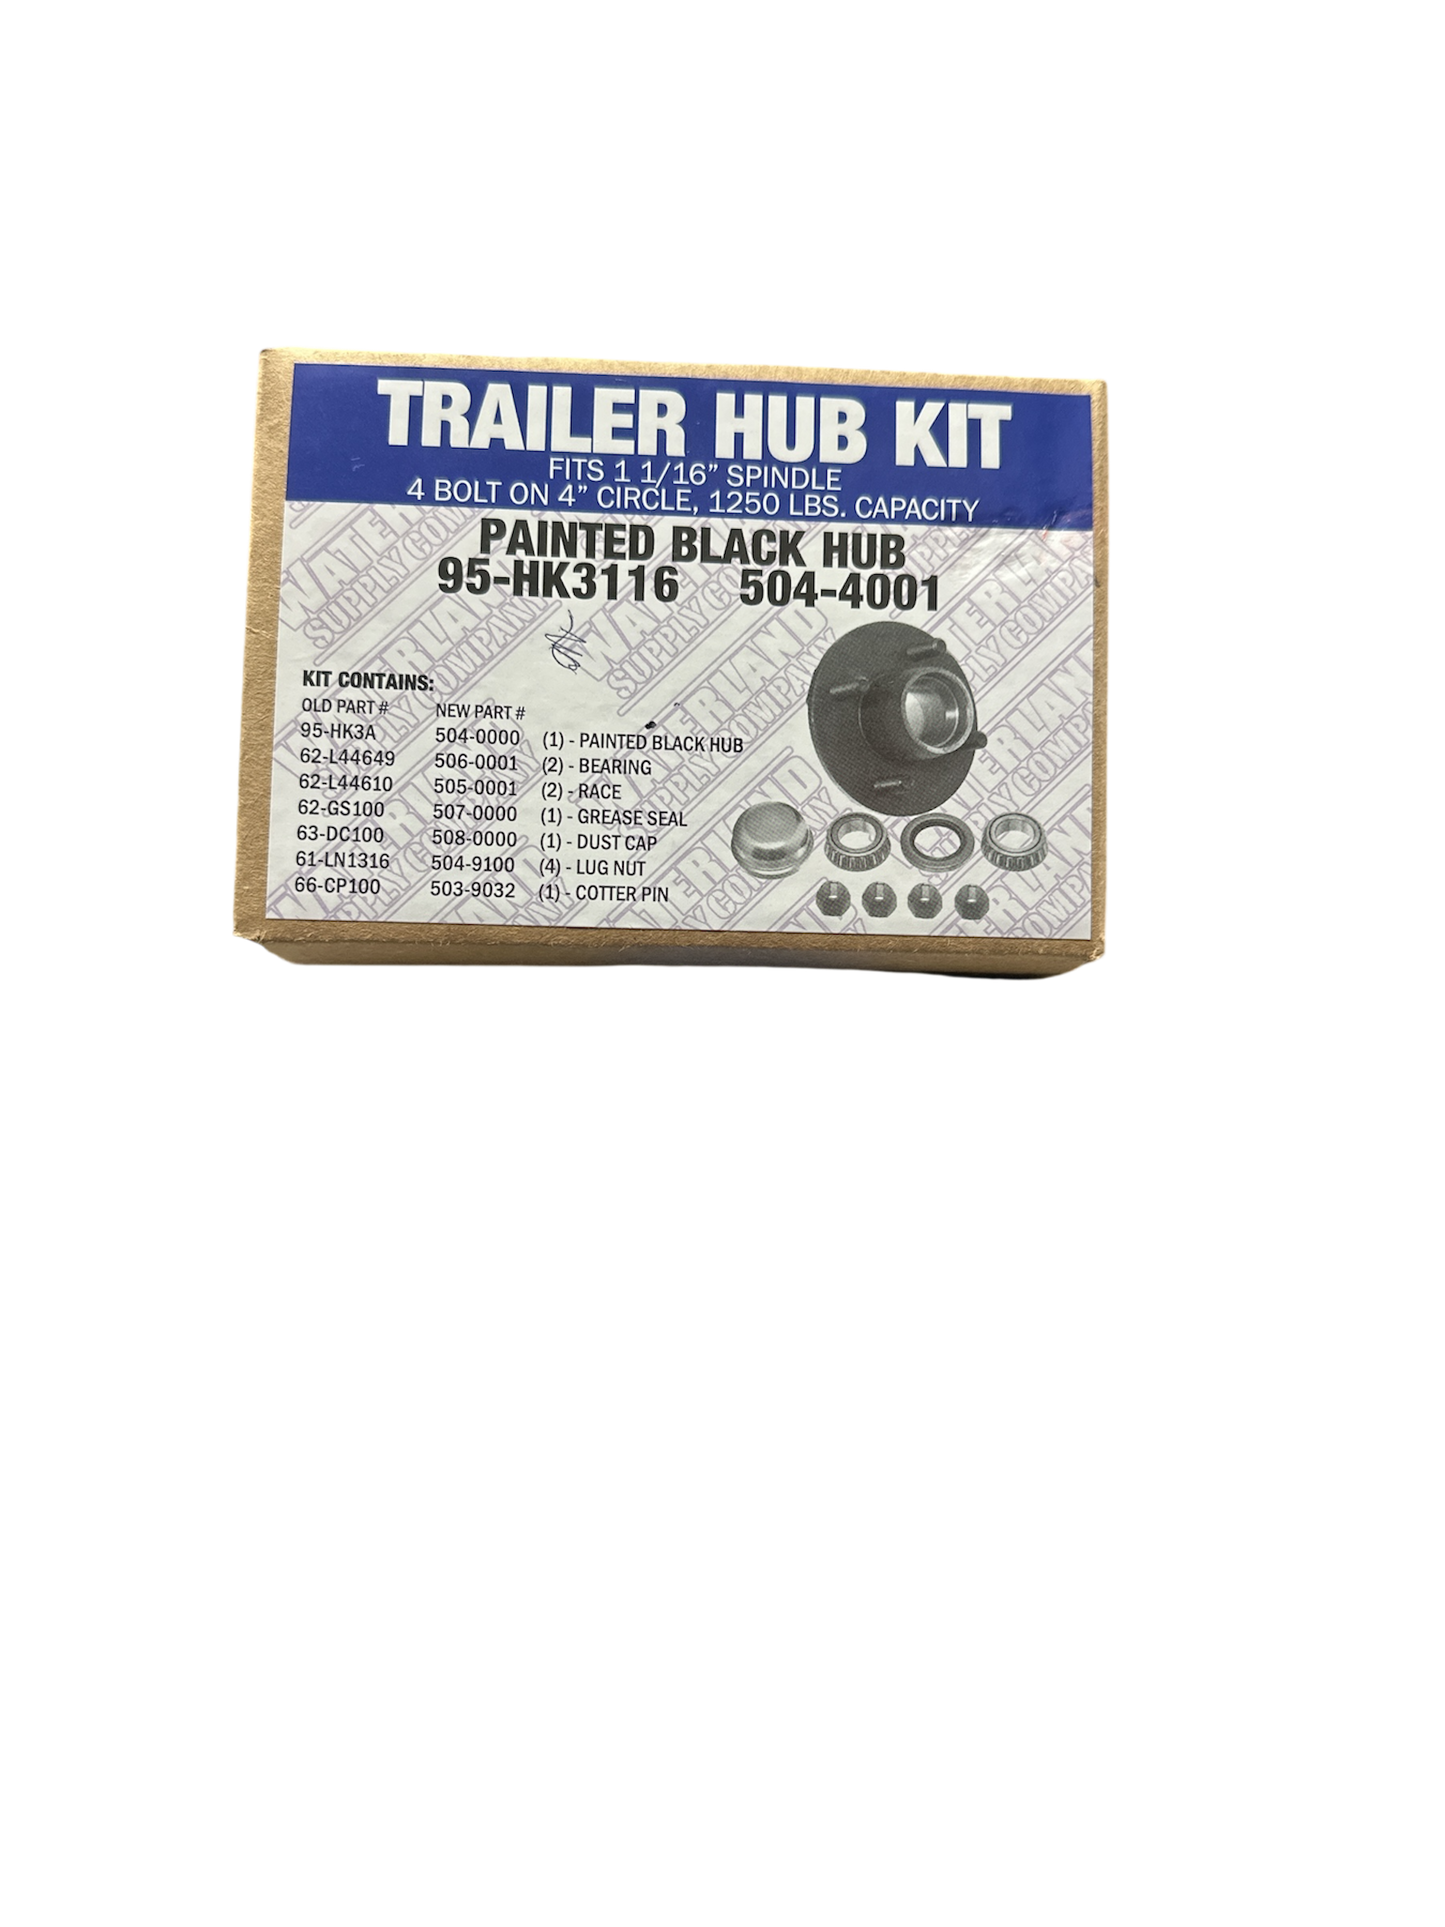 TRAILER HUB KIT
FITS 1 1/16” SPINDLE
4 BOLT ON 4” CIRCLE, 1250 LBS. CAPACITY
PAINTED BLACK HUB
95-HK3116 504-4001
KIT CONTAINS:
OLD PART # NEW PART #
95-HK3A 504-0000 (1) - PAINTED BLACK HUB
62-L44649 506-0001 (2) - BEARING
62-L44610 505-0001 (2) - RACE
62-GS100 507-0000 (1) - GREASE SEAL
63-DC100 508-0000 (1) - DUST CAP
61-LN1316 504-9100 (4) - LUG NUT
66-CP100 503-9032 (1) - COTTER PIN
WATERLAND
SUPPLY COMPANY